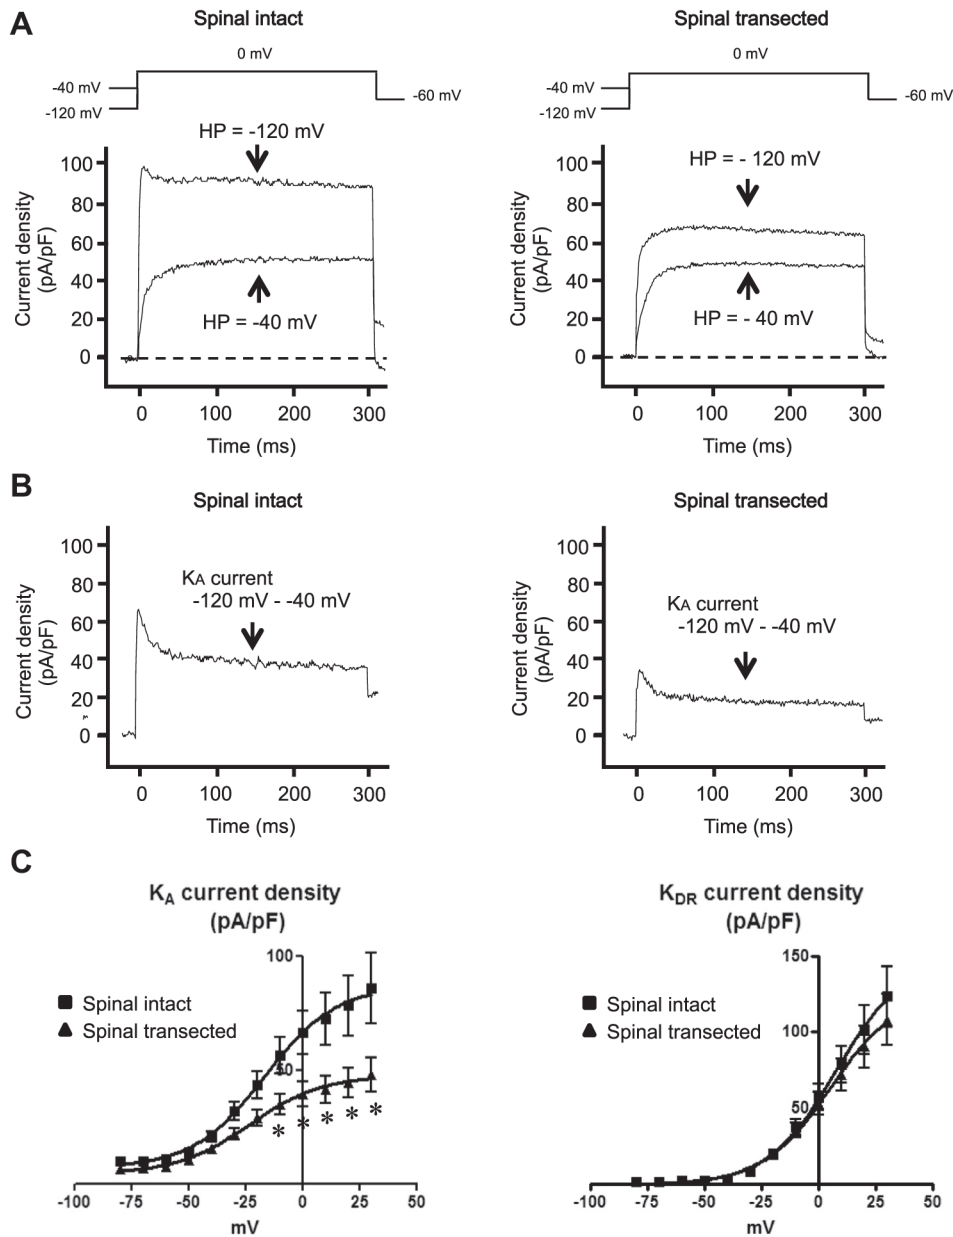 A
Spinal intact
Spinal transected
0 mV
0 mV
-40 mV
-120 mV
-60 mV
-40 mV
-120 mV
-60 mV
HP = -120 mV
HP = - 120 mV
Current density
(pA/pF)
100
80
60
40
20
0
HP = -40 mV
Current density
(pA/pF)
100
80
60
40
20
0
HP = - 40 mV
0 100 200 300
Time (ms)
0 100 200 300
Time (ms)
B
Spinal intact
Spinal transected
Current density
(pA/pF)
100
80
60
40
20
0
KA current
-120 mV - -40 mV
Current density
(pA/pF)
100
80
60
40
20
0
KA current
-120 mV - -40 mV
0 100 200 300
Time (ms)
0 100 200 300
Time (ms)
C
KA current density
(pA/pF)
KDR current density
(pA/pF)
100
50
Spinal intact
Spinal transected
* * * * *
-100 -75 -50 -25 0 25 50
mV
150
100
50
Spinal intact
Spinal transected
-100 -75 -50 -25 0 25 50
mV